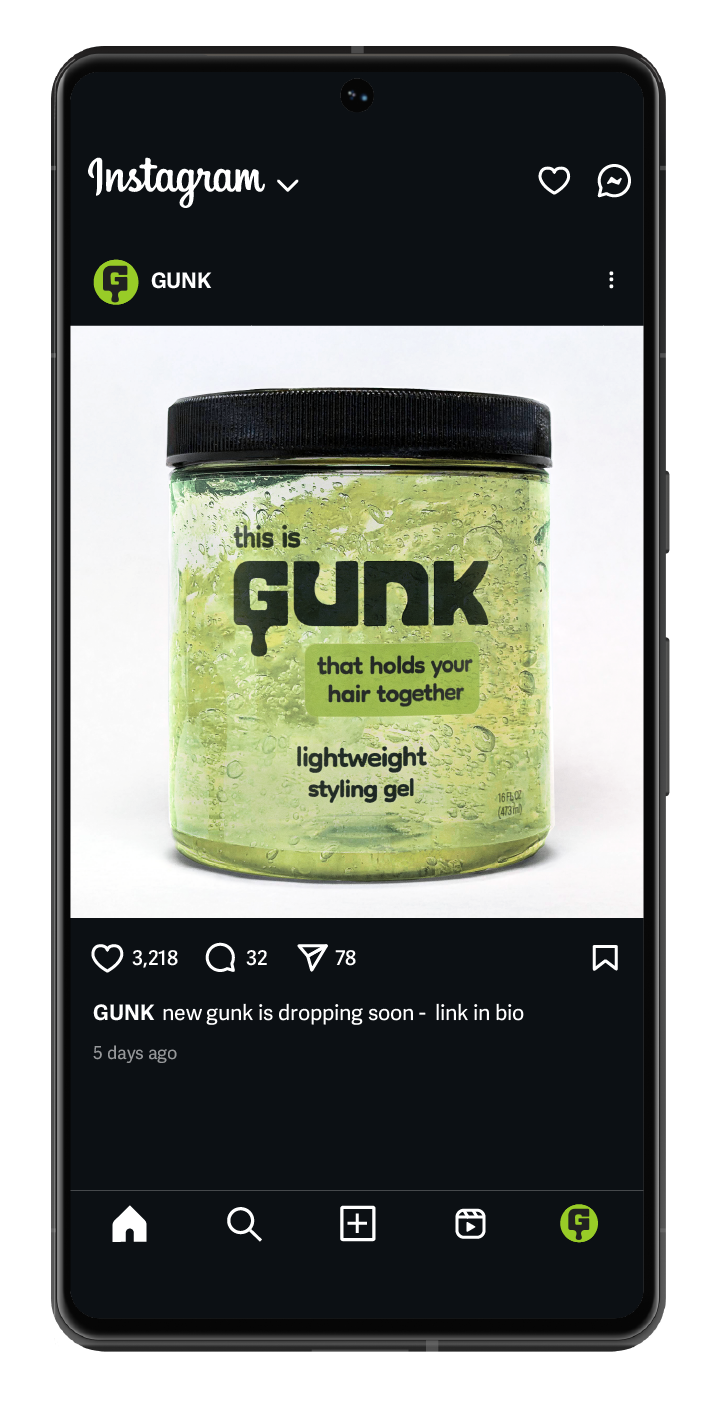 Instagram
GUNK
this is
GUNK
that holds your
hair together
lightweight
styling gel
16 FL OZ
(473 ml)
3,218 32 78
GUNK new gunk is dropping soon - link in bio
5 days ago